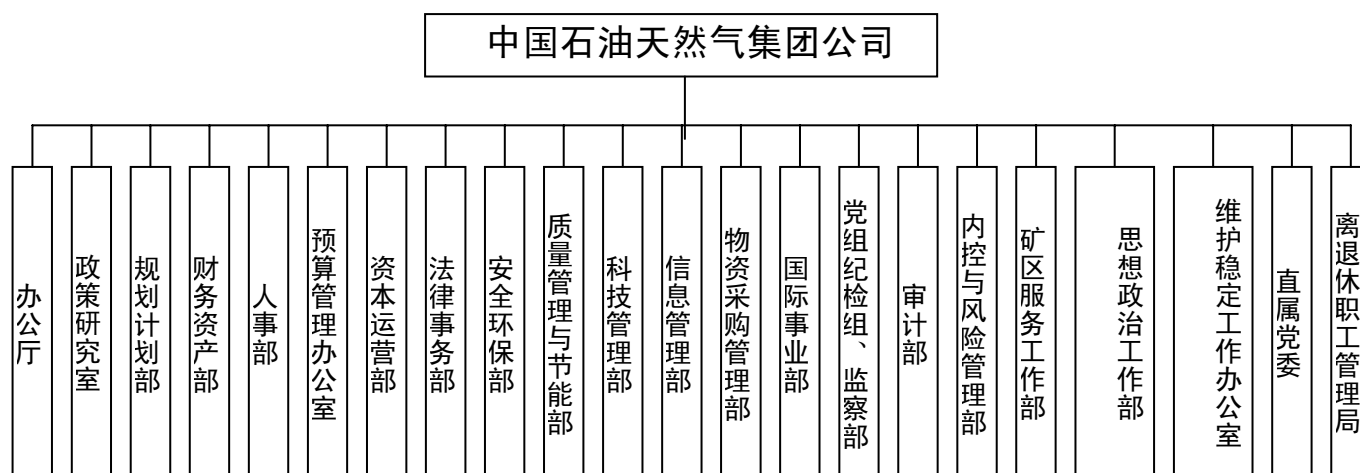 中国石油天然气集团公司
办公厅
政策研究室
规划计划部
财务资产部
人事部
预算管理办公室
资本运营部
法律事务部
安全环保部
质量管理与节能部
科技管理部
信息管理部
物资采购管理部
国际事业部
党组纪检组、监察部
审计部
内控与风险管理部
矿区服务工作部
思想政治工作部
维护稳定工作办公室
直属党委
离退休职工管理局